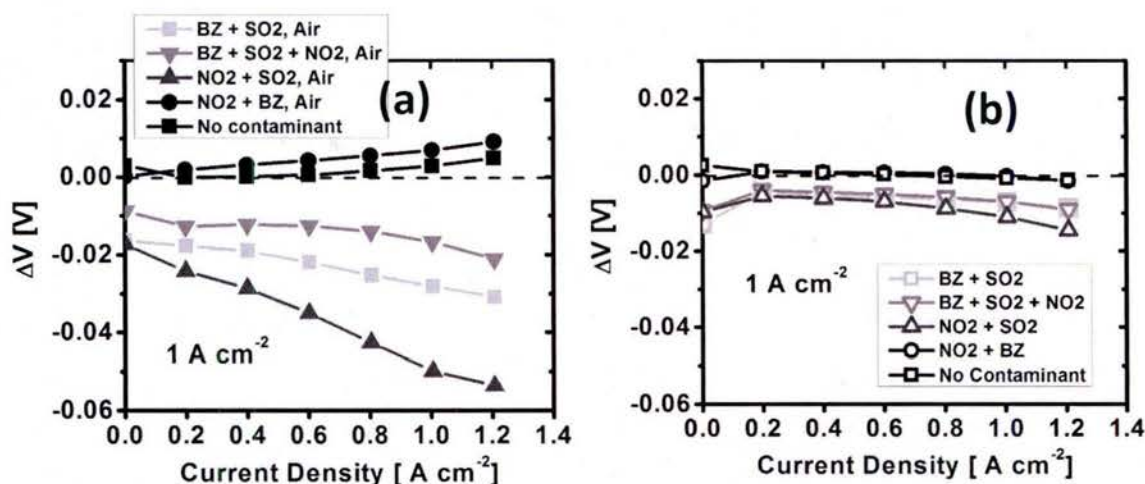 BZ + SO2, Air
BZ + SO2 + NO2, Air
NO2 + SO2, Air
NO2 + BZ, Air
No contaminant
(a)
0.02
0.00
-0.02
-0.04
-0.06
ΔV [V]
1 A cm⁻²
0.0 0.2 0.4 0.6 0.8 1.0 1.2 1.4
Current Density [ A cm⁻²]
(b)
0.02
0.00
-0.02
-0.04
-0.06
ΔV [V]
1 A cm⁻²
BZ + SO2
BZ + SO2 + NO2
NO2 + SO2
NO2 + BZ
No Contaminant
0.0 0.2 0.4 0.6 0.8 1.0 1.2 1.4
Current Density [ A cm⁻²]